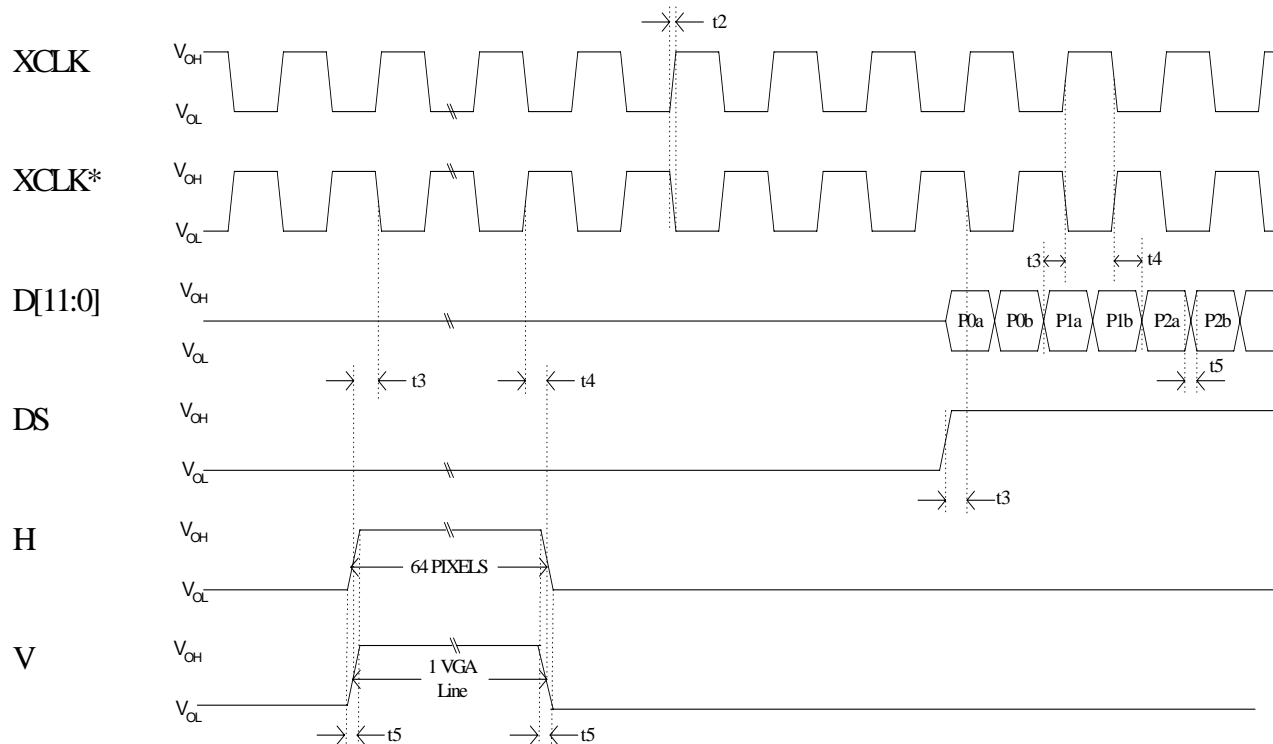 t2
XCLK
VOH
VOL
XCLK*
VOH
VOL
t3
t4
D[11:0]
VOH
VOL
P0a P0b P1a P1b P2a P2b
t5
t3
t4
DS
VOH
VOL
t3
H
VOH
VOL
64 PIXELS
V
VOH
VOL
1 VGA
Line
t5
t5